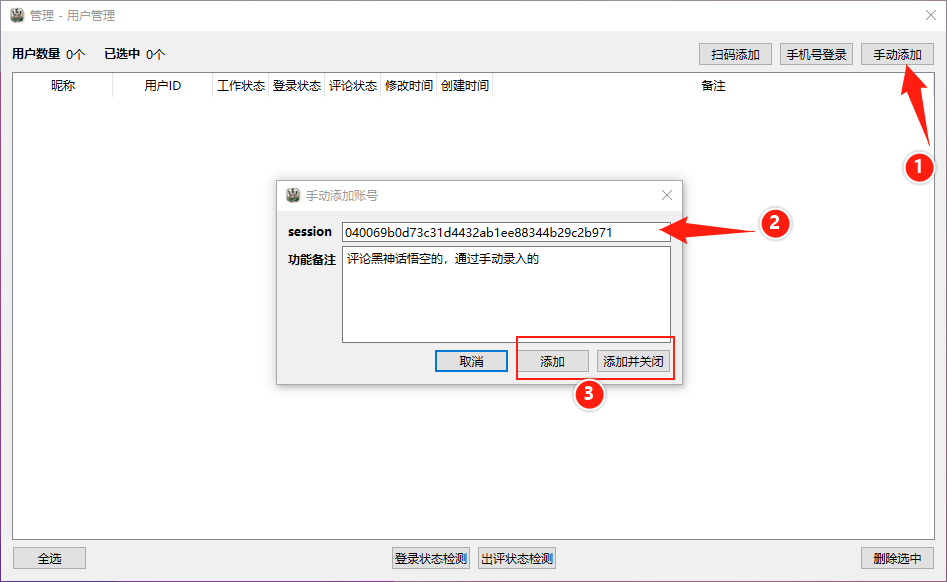 管理 - 用户管理
用户数量 0个 已选中 0个 扫码添加 手机号登录 手动添加
昵称 用户ID 工作状态 登录状态 评论状态 修改时间 创建时间 备注
1
手动添加账号
session 040069b0d73c31d4432ab1ee88344b29c2b971
2
功能备注 评论黑神话悟空的，通过手动录入的
取消 添加 添加并关闭
3
全选 登录状态检测 出评状态检测 删除选中